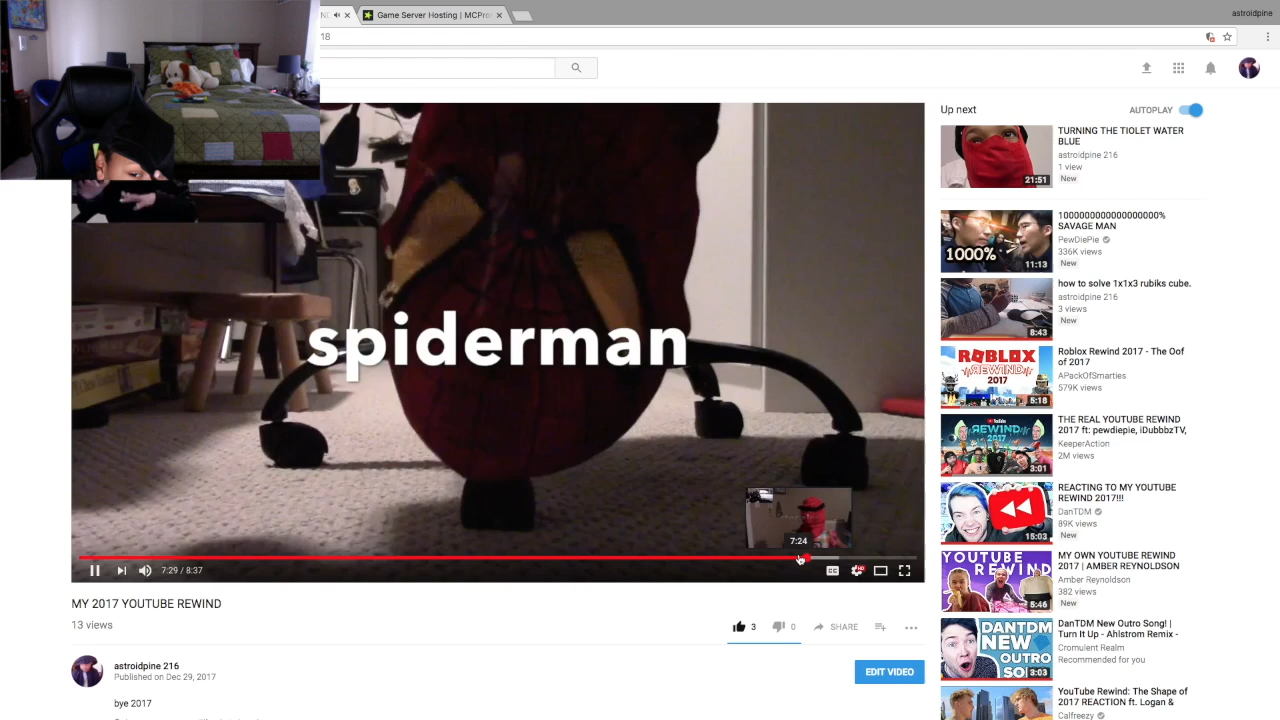 Game Server Hosting | MCPro
astroidpine
18
spiderman
7:24
7:29 / 8:37
MY 2017 YOUTUBE REWIND
13 views
3
0
SHARE
astroidpine 216
Published on Dec 29, 2017
EDIT VIDEO
bye 2017
Up next
AUTOPLAY
TURNING THE TIOLET WATER
BLUE
astroidpine 216
1 view
New
21:51
1000000000000000000%
SAVAGE MAN
PewDiePie
336K views
New
1000%
11:13
how to solve 1x1x3 rubiks cube.
astroidpine 216
3 views
New
8:43
Roblox Rewind 2017 - The Oof
of 2017
APackOfSmarties
579K views
ROBLOX
REWIND
2017
5:18
THE REAL YOUTUBE REWIND
2017 ft: pewdiepie, iDubbbzTV,
KeeperAction
2M views
REWIND
2017
3:01
REACTING TO MY YOUTUBE
REWIND 2017!!!
DanTDM
89K views
New
15:03
MY OWN YOUTUBE REWIND
2017 | AMBER REYNOLDSON
Amber Reynoldson
382 views
New
YOUTUBE
REWIND
5:46
DanTDM New Outro Song! |
Turn It Up - Ahlstrom Remix -
Cromulent Realm
Recommended for you
DANTDM
NEW
OUTRO
3:03
YouTube Rewind: The Shape of
2017 REACTION ft. Logan &
Calfreezy